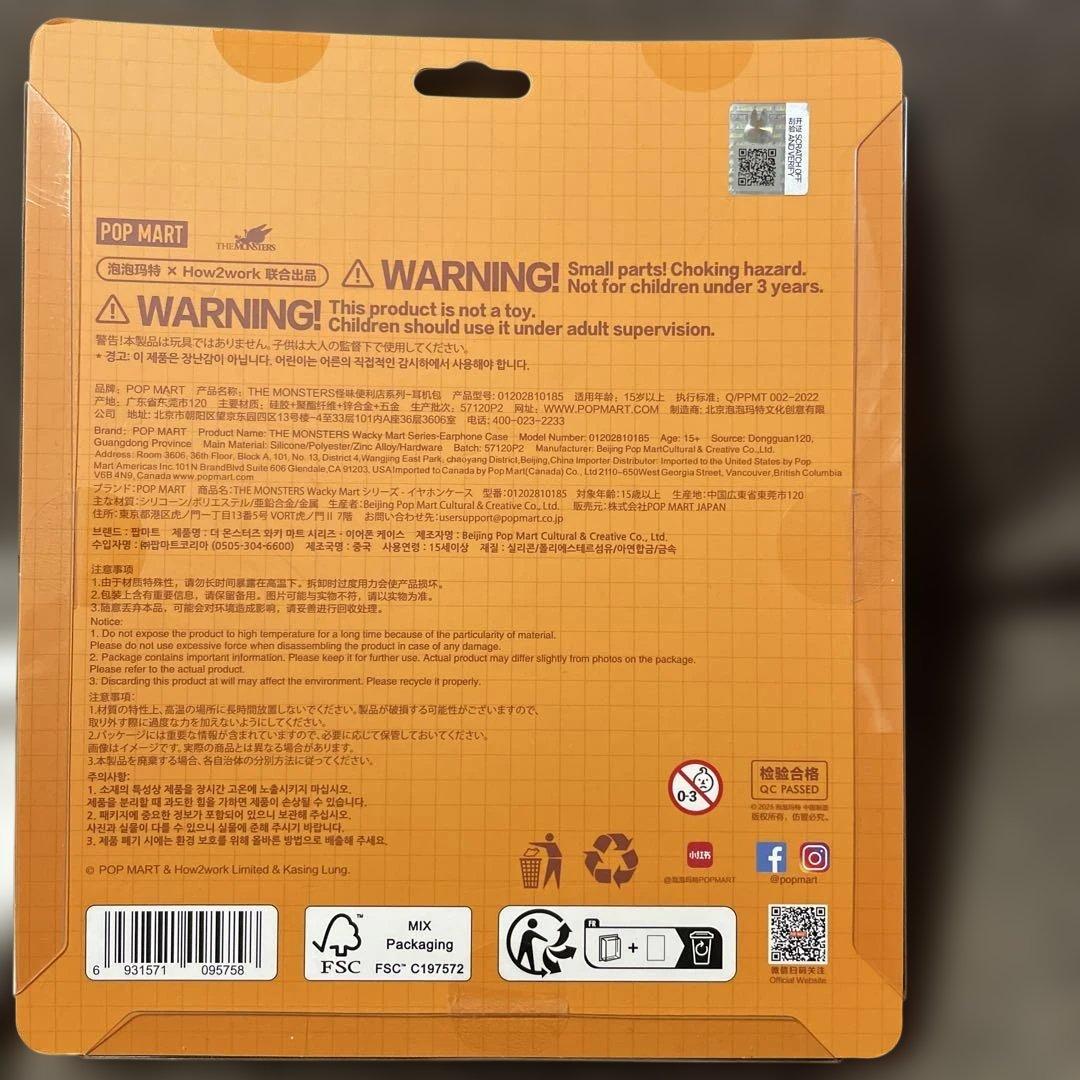 开啦 SCRATCH OFF
刮验 AND VERIFY
POP MART
THE MONSTERS
泡泡玛特 × How2work 联合出品
WARNING! Small parts! Choking hazard.
Not for children under 3 years.
WARNING! This product is not a toy.
Children should use it under adult supervision.
警告!本製品は玩具ではありません。子供は大人の監督下で使用してください。
* 경고: 이 제품은 장난감이 아닙니다. 어린이는 어른의 직접적인 감시하에서 사용해야 합니다.
品牌: POP MART 产品名称: THE MONSTERS怪味便利店系列-耳机包 产品型号: 01202810185 适用年龄: 15岁以上 执行标准: Q/PPMT 002-2022
产地: 广东省东莞市120 主要材质: 硅胶+聚酯纤维+锌合金+五金 生产批次: 57120P2 网址: WWW.POPMART.COM 制造商: 北京泡泡玛特文化创意有限
公司 地址: 北京市朝阳区望京东园四区13号楼-4至33层101内A座36层3606室 电话: 400-023-2233
Brand: POP MART Product Name: THE MONSTERS Wacky Mart Series-Earphone Case Model Number: 01202810185 Age: 15+ Source: Dongguan120,
Guangdong Province Main Material: Silicone/Polyester/Zinc Alloy/Hardware Batch: 57120P2 Manufacturer: Beijing Pop MartCultural & Creative Co.,Ltd.
Address: Room 3606, 36th Floor, Block A, 101, No. 13, District 4,Wangjing East Park, chaoyang District,Beijing,China Importer Distributor: Imported to the United States by Pop
Mart Americas Inc.101 N BrandBlvd Suite 606 Glendale,CA 91203, USAImported to Canada by Pop Mart(Canada) Co., Ltd 2110-650West Georgia Street, Vancouver,British Columbia
V6B 4N9, Canada www.popmart.com
ブランド:POP MART 商品名:THE MONSTERS Wacky Mart シリーズ - イヤホンケース 型番:01202810185 対象年齢:15歳以上 生産地:中国広東省東莞市120
主な材質:シリコーン/ポリエステル/亜鉛合金/金属 生産者:Beijing Pop Mart Cultural & Creative Co., Ltd. 販売元:株式会社POP MART JAPAN
住所:東京都港区虎ノ門一丁目13番5号 VORT虎ノ門Ⅱ 7階 お問い合わせ先:usersupport@popmart.co.jp
브랜드 : 팝마트 제품명 : 더 몬스터즈 와키 마트 시리즈 - 이어폰 케이스 제조자명 : Beijing Pop Mart Cultural & Creative Co., Ltd.
수입자명 : ㈜팝마트코리아 (0505-304-6600) 제조국명 : 중국 사용연령 : 15세이상 재질 : 실리콘/폴리에스테르섬유/아연합금/금속
注意事项
1.由于材质特殊性，请勿长时间暴露在高温下。拆卸时过度用力会使产品损坏。
2.包装上含有重要信息，请保留备用。图片可能与实物不符，请以实物为准。
3.随意丢弃本品，可能会对环境造成影响，请妥善进行回收处理。
Notice:
1. Do not expose the product to high temperature for a long time because of the particularity of material.
Please do not use excessive force when disassembling the product in case of any damage.
2. Package contains important information. Please keep it for further use. Actual product may differ slightly from photos on the package.
Please refer to the actual product.
3. Discarding this product at will may affect the environment. Please recycle it properly.
注意事項:
1.材質の特性上、高温の場所に長時間放置しないでください。製品が破損する可能性がございますので、
取り外す際に過度な力を加えないようにしてください。
2.パッケージには重要な情報が含まれていますので、必要に応じて保管しておいてください。
画像はイメージです。実際の商品とは異なる場合があります。
3.本製品を廃棄する場合、各自治体の分別方法に従ってください。
주의사항:
1. 소재의 특성상 제품을 장시간 고온에 노출시키지 마십시오.
제품을 분리할 때 과도한 힘을 가하면 제품이 손상될 수 있습니다.
2. 패키지에 중요한 정보가 포함되어 있으니 보관해 주십시오.
사진과 실물이 다를 수 있으니 실물에 준해 주시기 바랍니다.
3. 제품 폐기 시에는 환경 보호를 위해 올바른 방법으로 배출해 주세요.
© POP MART & How2work Limited & Kasing Lung.
0-3
检验合格
QC PASSED
© 2025 泡泡玛特 中国制造
版权所有，仿冒必究。
小红书
@泡泡玛特POPMART
@popmart
6 931571 095758
FSC™
MIX
Packaging
FSC™ C197572
FR
+
微信扫码关注
Official Website